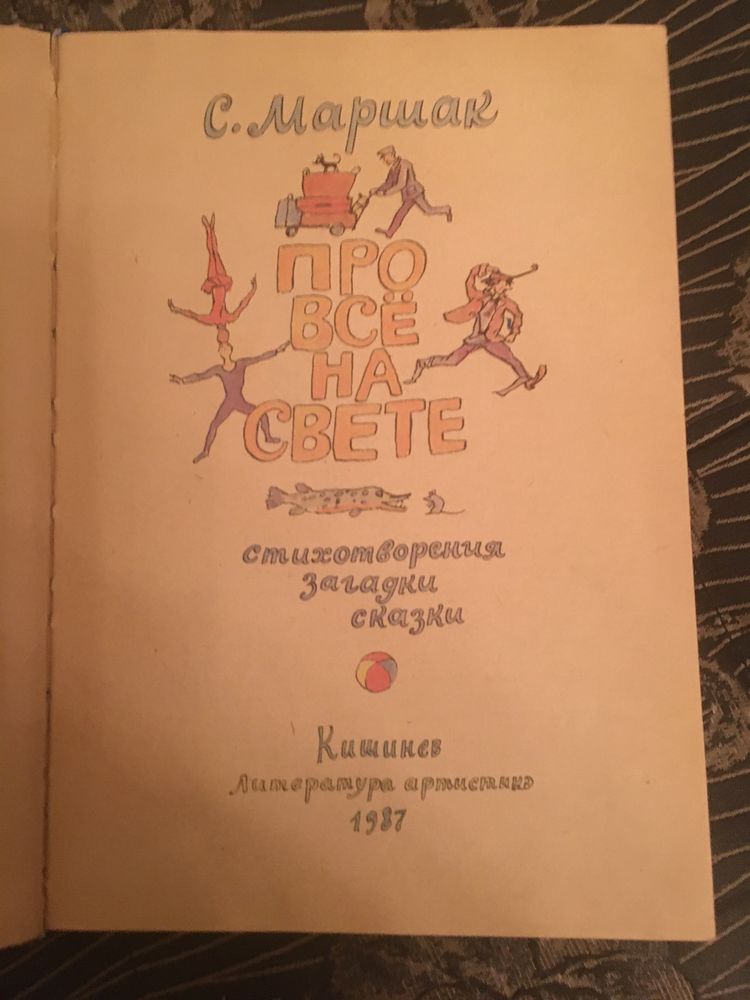 С. Маршак
ПРО
ВСЁ
НА
СВЕТЕ
стихотворения
загадки
сказки
Кишинев
Литература артистикэ
1987